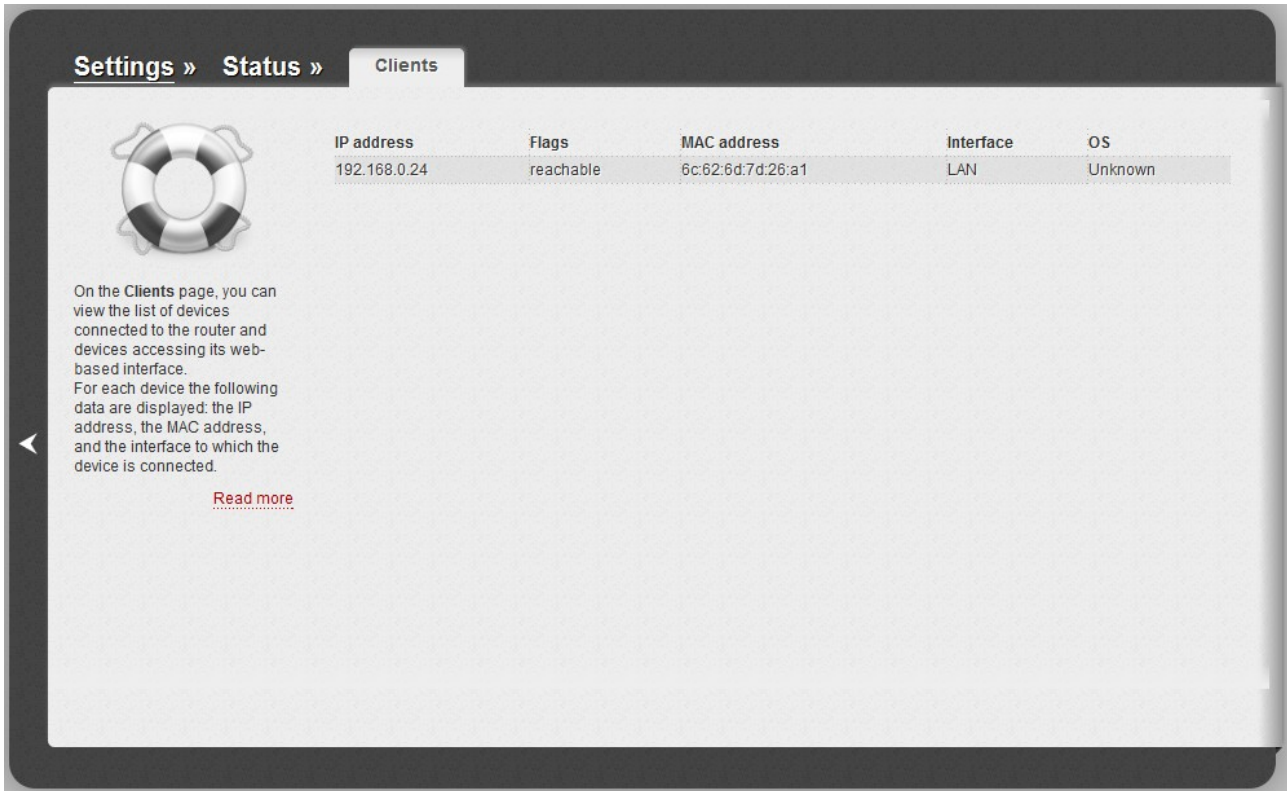 Settings » Status » Clients
IP address Flags MAC address Interface OS
192.168.0.24 reachable 6c:62:6d:7d:26:a1 LAN Unknown
On the Clients page, you can
view the list of devices
connected to the router and
devices accessing its web-
based interface.
For each device the following
data are displayed: the IP
address, the MAC address,
and the interface to which the
device is connected.
Read more